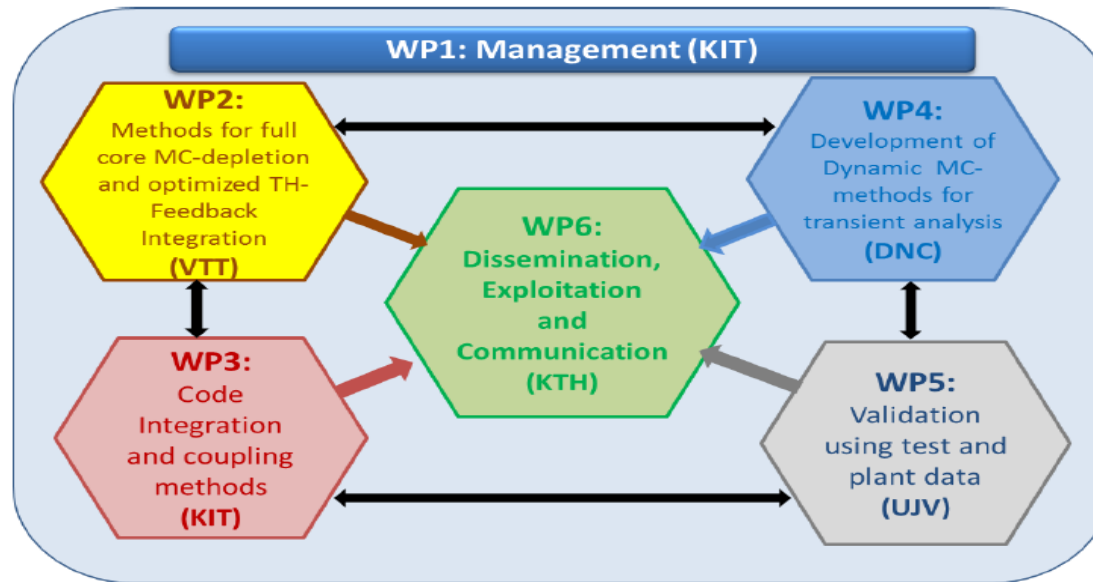 WP1: Management (KIT)
WP2:
Methods for full
core MC-depletion
and optimized TH-
Feedback
Integration
(VTT)
WP4:
Development of
Dynamic MC-
methods for
transient analysis
(DNC)
WP6:
Dissemination,
Exploitation
and
Communication
(KTH)
WP3:
Code
Integration
and coupling
methods
(KIT)
WP5:
Validation
using test and
plant data
(UJV)